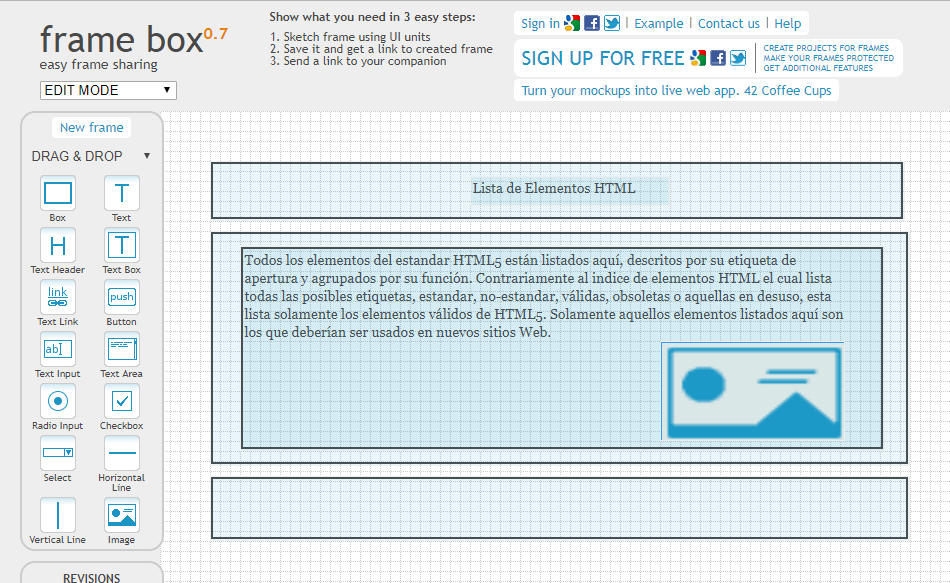 frame box0.7
easy frame sharing
EDIT MODE
Show what you need in 3 easy steps:
1. Sketch frame using UI units
2. Save it and get a link to created frame
3. Send a link to your companion
Sign in | Example | Contact us | Help
SIGN UP FOR FREE
CREATE PROJECTS FOR FRAMES
MAKE YOUR FRAMES PROTECTED
GET ADDITIONAL FEATURES
Turn your mockups into live web app. 42 Coffee Cups
New frame
DRAG & DROP
Box
Text
H
T
T
Text Header
Text Box
link
push
Text Link
Button
ab
Text Input
Text Area
Radio Input
Checkbox
Select
Horizontal
Line
Vertical Line
Image
REVISIONS
Lista de Elementos HTML
Todos los elementos del estandar HTML5 están listados aquí, descritos por su etiqueta de
apertura y agrupados por su función. Contrariamente al indice de elementos HTML el cual lista
todas las posibles etiquetas, estandar, no-estandar, válidas, obsoletas o aquellas en desuso, esta
lista solamente los elementos válidos de HTML5. Solamente aquellos elementos listados aquí son
los que deberían ser usados en nuevos sitios Web.